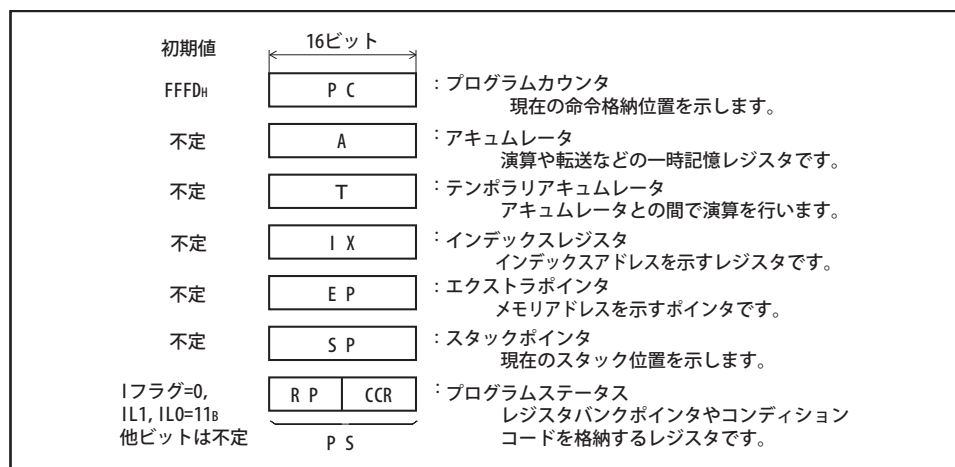 初期値 16ビット
FFFDH P C :プログラムカウンタ
現在の命令格納位置を示します。
不定 A :アキュムレータ
演算や転送などの一時記憶レジスタです。
不定 T :テンポラリアキュムレータ
アキュムレータとの間で演算を行います。
不定 I X :インデックスレジスタ
インデックスアドレスを示すレジスタです。
不定 E P :エクストラポインタ
メモリアドレスを示すポインタです。
不定 S P :スタックポインタ
現在のスタック位置を示します。
Iフラグ=0, R P CCR :プログラムステータス
IL1, IL0=11B レジスタバンクポインタやコンディション
他ビットは不定 P S コードを格納するレジスタです。